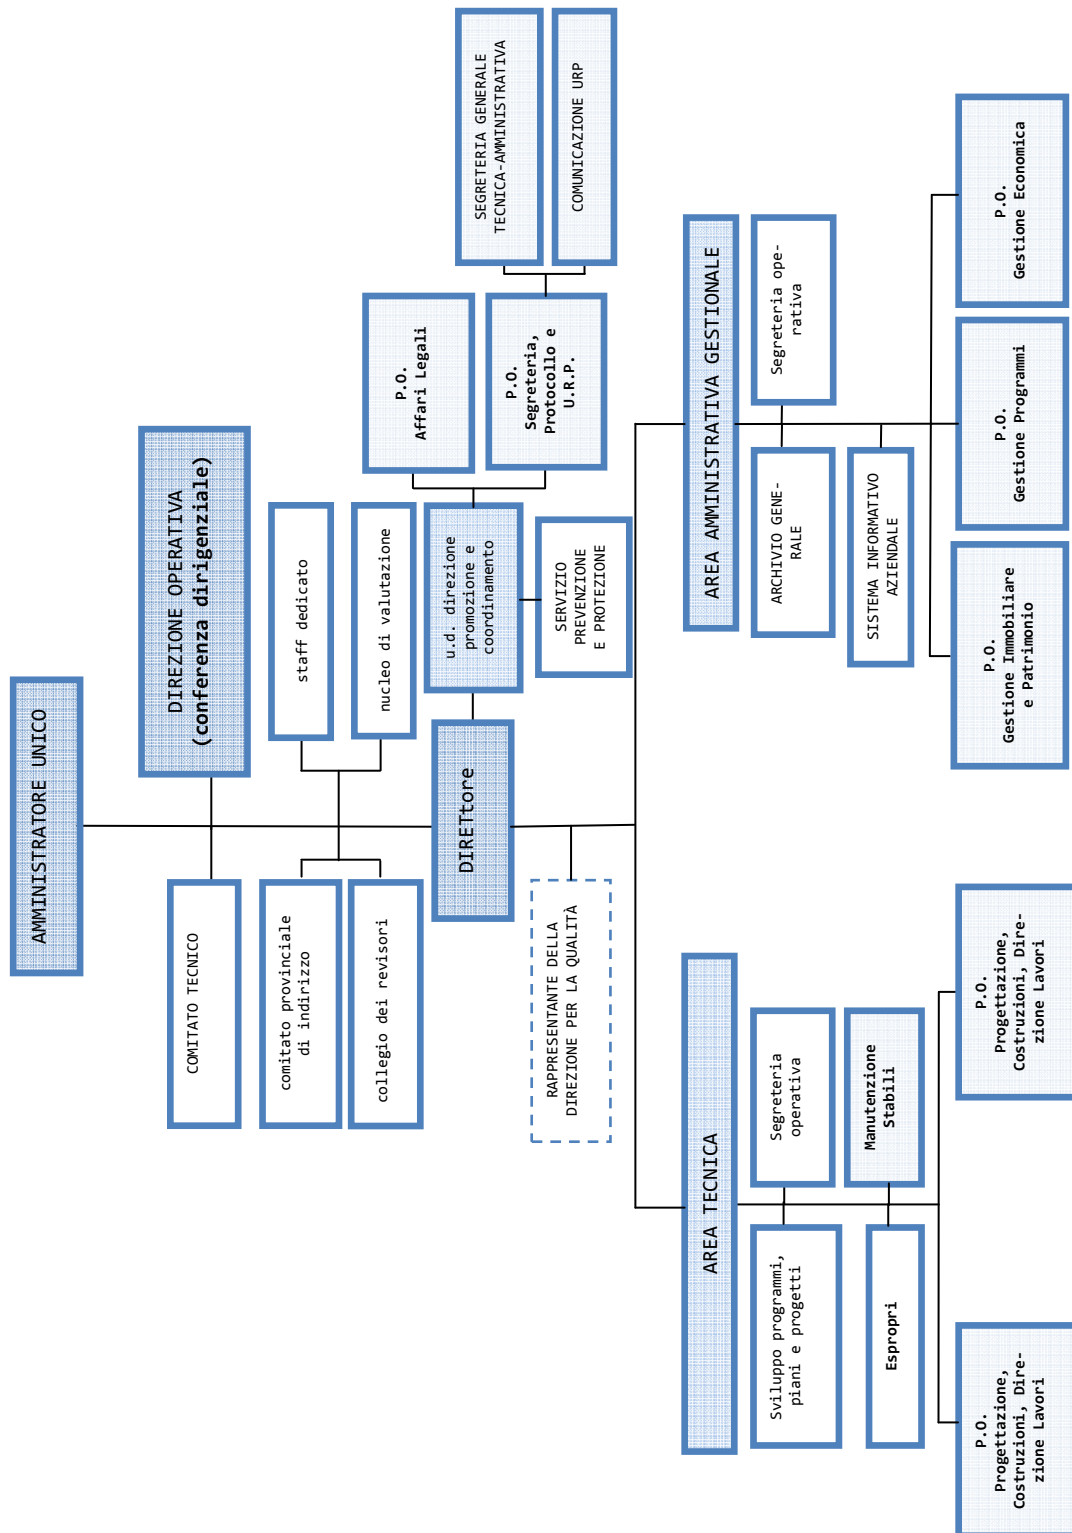 AMMINISTRATORE UNICO
DIREZIONE OPERATIVA
(conferenza dirigenziale)
COMITATO TECNICO
staff dedicato
comitato provinciale
di indirizzo
nucleo di valutazione
collegio dei revisori
DIRETtore
u.d. direzione
promozione e
coordinamento
P.O.
Affari Legali
P.O.
Segreteria,
Protocollo e
U.R.P.
SEGRETERIA GENERALE
TECNICA-AMMINISTRATIVA
COMUNICAZIONE URP
SERVIZIO
PREVENZIONE
E PROTEZIONE
RAPPRESENTANTE DELLA
DIREZIONE PER LA QUALITÀ
AREA TECNICA
Sviluppo programmi,
piani e progetti
Segreteria
operativa
Espropri
Manutenzione
Stabili
P.O.
Progettazione,
Costruzioni, Dire-
zione Lavori
P.O.
Progettazione,
Costruzioni, Dire-
zione Lavori
AREA AMMINISTRATIVA GESTIONALE
ARCHIVIO GENE-
RALE
Segreteria ope-
rativa
SISTEMA INFORMATIVO
AZIENDALE
P.O.
Gestione Immobiliare
e Patrimonio
P.O.
Gestione Programmi
P.O.
Gestione Economica